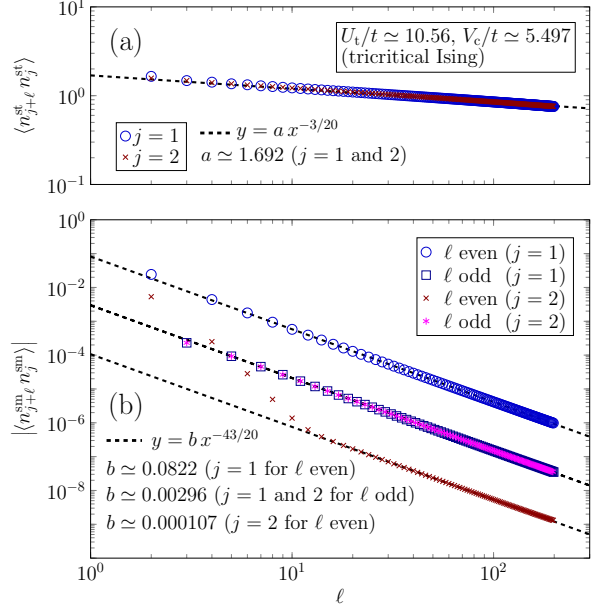 10¹
10⁰
10⁻¹
⟨n^st_{j+ℓ} n^st_j⟩
(a)
U_t/t ≃ 10.56, V_c/t ≃ 5.497
(tricritical Ising)
j = 1
j = 2
y = a x^{−3/20}
a ≃ 1.692 (j = 1 and 2)
10⁰
10⁻²
10⁻⁴
10⁻⁶
10⁻⁸
|⟨n^sm_{j+ℓ} n^sm_j⟩|
ℓ even (j = 1)
ℓ odd (j = 1)
ℓ even (j = 2)
ℓ odd (j = 2)
(b)
y = b x^{−43/20}
b ≃ 0.0822 (j = 1 for ℓ even)
b ≃ 0.00296 (j = 1 and 2 for ℓ odd)
b ≃ 0.000107 (j = 2 for ℓ even)
10⁰ 10¹ 10²
ℓ